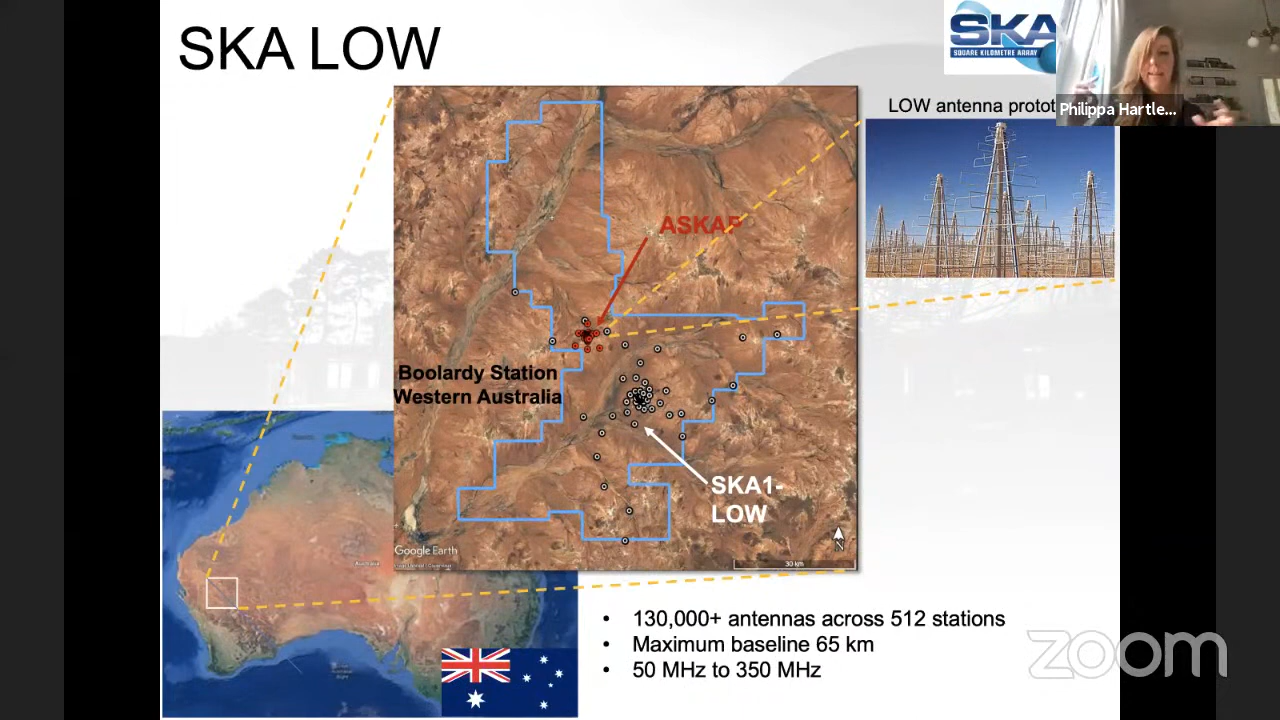 SKA LOW
SKA
SQUARE KILOMETRE ARRAY
LOW antenna protot
Philippa Hartle...
ASKAP
Boolardy Station
Western Australia
SKA1-
LOW
N
Google Earth
30 km
Australia
• 130,000+ antennas across 512 stations
• Maximum baseline 65 km
• 50 MHz to 350 MHz
zoom